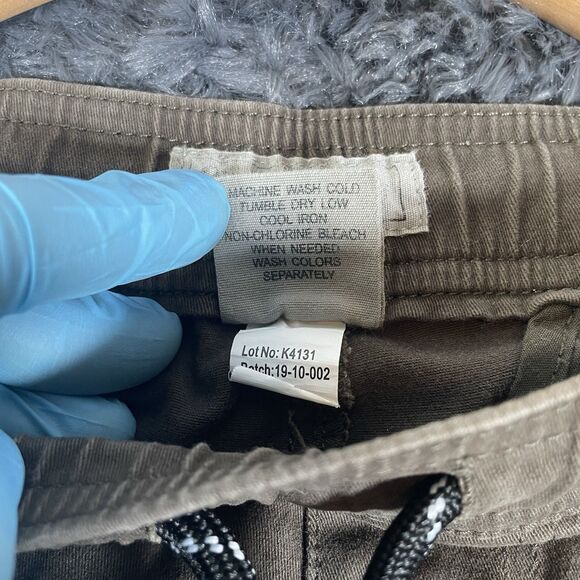 MACHINE WASH COLD
TUMBLE DRY LOW
COOL IRON
NON-CHLORINE BLEACH
WHEN NEEDED
WASH COLORS
SEPARATELY
L
Lot No: K4131
Batch: 19-10-002